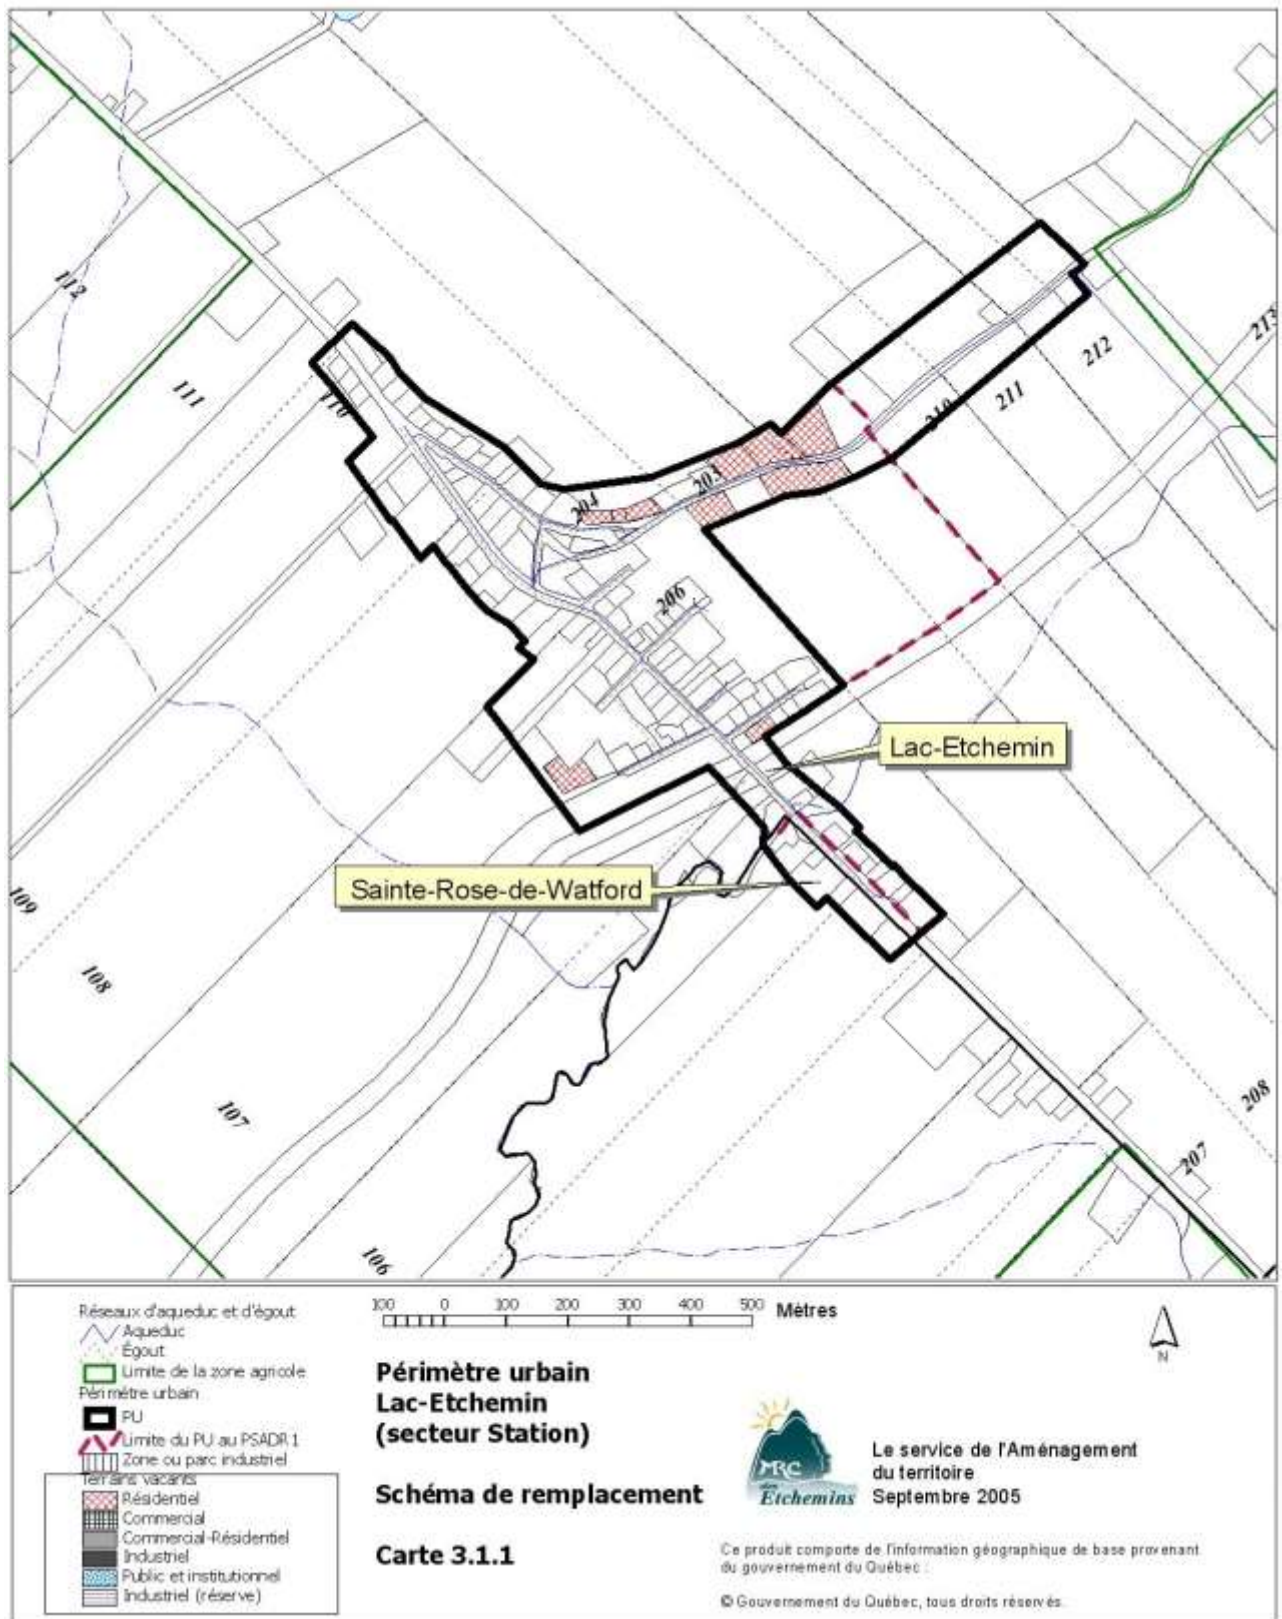 112
111
110
204
203
210
211
212
213
206
Lac-Etchemin
Sainte-Rose-de-Watford
109
108
107
106
208
207
Réseaux d'aqueduc et d'égout
Aqueduc
Égout
Limite de la zone agricole
Périmétre urbain
PU
Limite du PU au PSADR1
Zone ou parc industriel
Terrains vacants
Résidentiel
Commercial
Commercial-Résidentiel
Industriel
Public et institutionnel
Industriel (réserve)
100 0 100 200 300 400 500 Mètres
Périmètre urbain
Lac-Etchemin
(secteur Station)
Schéma de remplacement
Carte 3.1.1
N
MRC
des
Etchemins
Le service de l'Aménagement
du territoire
Septembre 2005
Ce produit comporte de l'information géographique de base provenant
du gouvernement du Québec :
© Gouvernement du Québec, tous droits réservés.